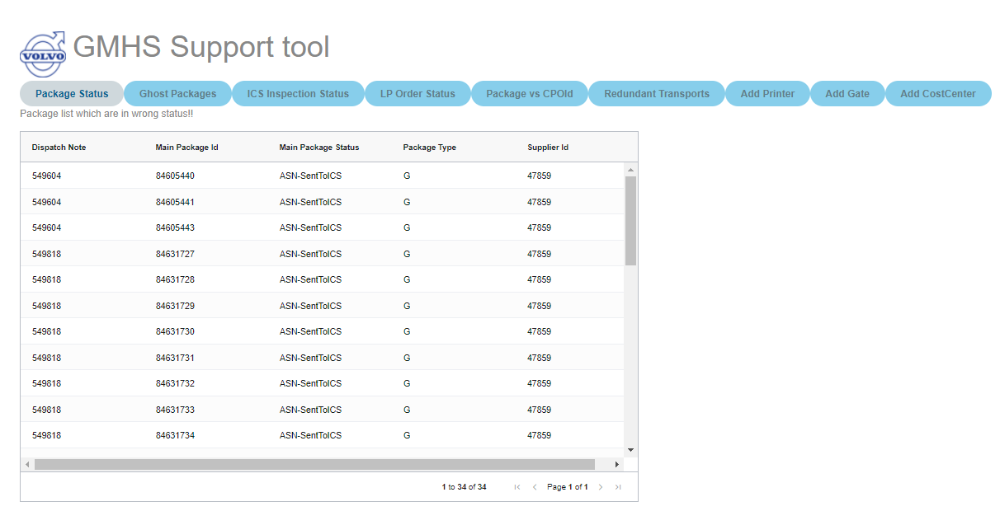 VOLVO
GMHS Support tool
Package Status Ghost Packages ICS Inspection Status LP Order Status Package vs CPOId Redundant Transports Add Printer Add Gate Add CostCenter
Package list which are in wrong status!!
Dispatch Note Main Package Id Main Package Status Package Type Supplier Id
549604 84605440 ASN-SentToICS G 47859
549604 84605441 ASN-SentToICS G 47859
549604 84605443 ASN-SentToICS G 47859
549818 84631727 ASN-SentToICS G 47859
549818 84631728 ASN-SentToICS G 47859
549818 84631729 ASN-SentToICS G 47859
549818 84631730 ASN-SentToICS G 47859
549818 84631731 ASN-SentToICS G 47859
549818 84631732 ASN-SentToICS G 47859
549818 84631733 ASN-SentToICS G 47859
549818 84631734 ASN-SentToICS G 47859
1 to 34 of 34 Page 1 of 1